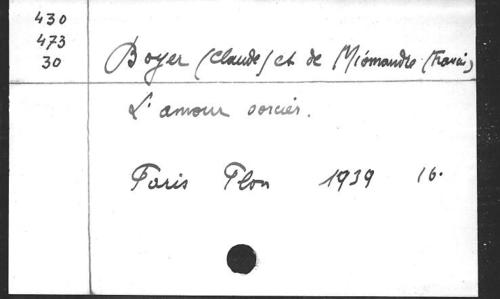 430
473
30
Boyer (Claude) et de Miomandre (Francis)
L'amour sorcier.
Paris Plon 1939 16.